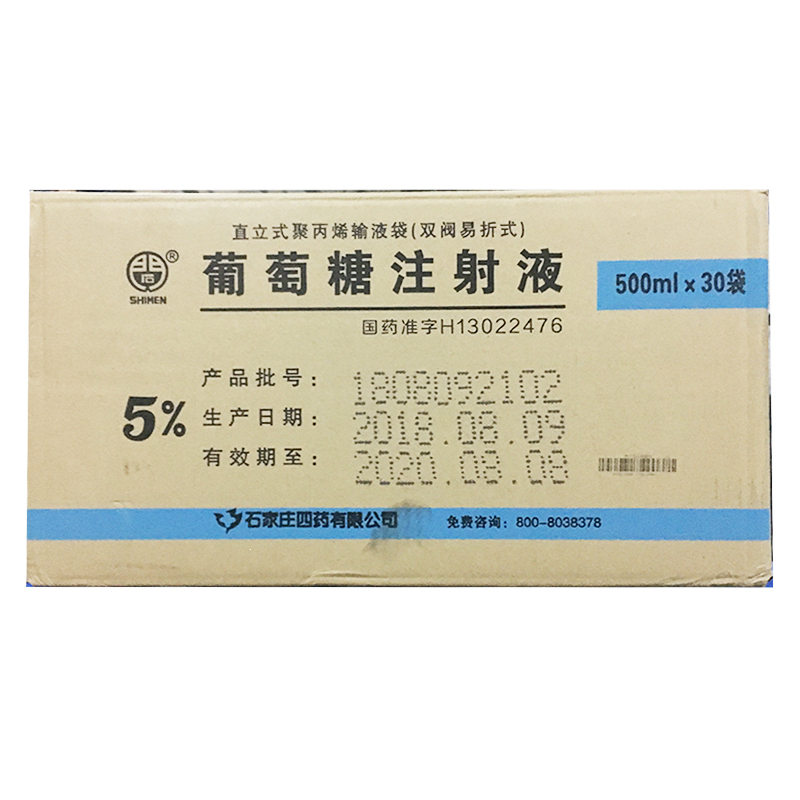 直立式聚丙烯输液袋(双阀易折式)
SHIMEN
®
葡萄糖注射液
500ml x 30袋
国药准字H13022476
5%
产品批号: 1808092102
生产日期: 2018.08.09
有效期至: 2020.08.08
石家庄四药有限公司 免费咨询: 800-8038378